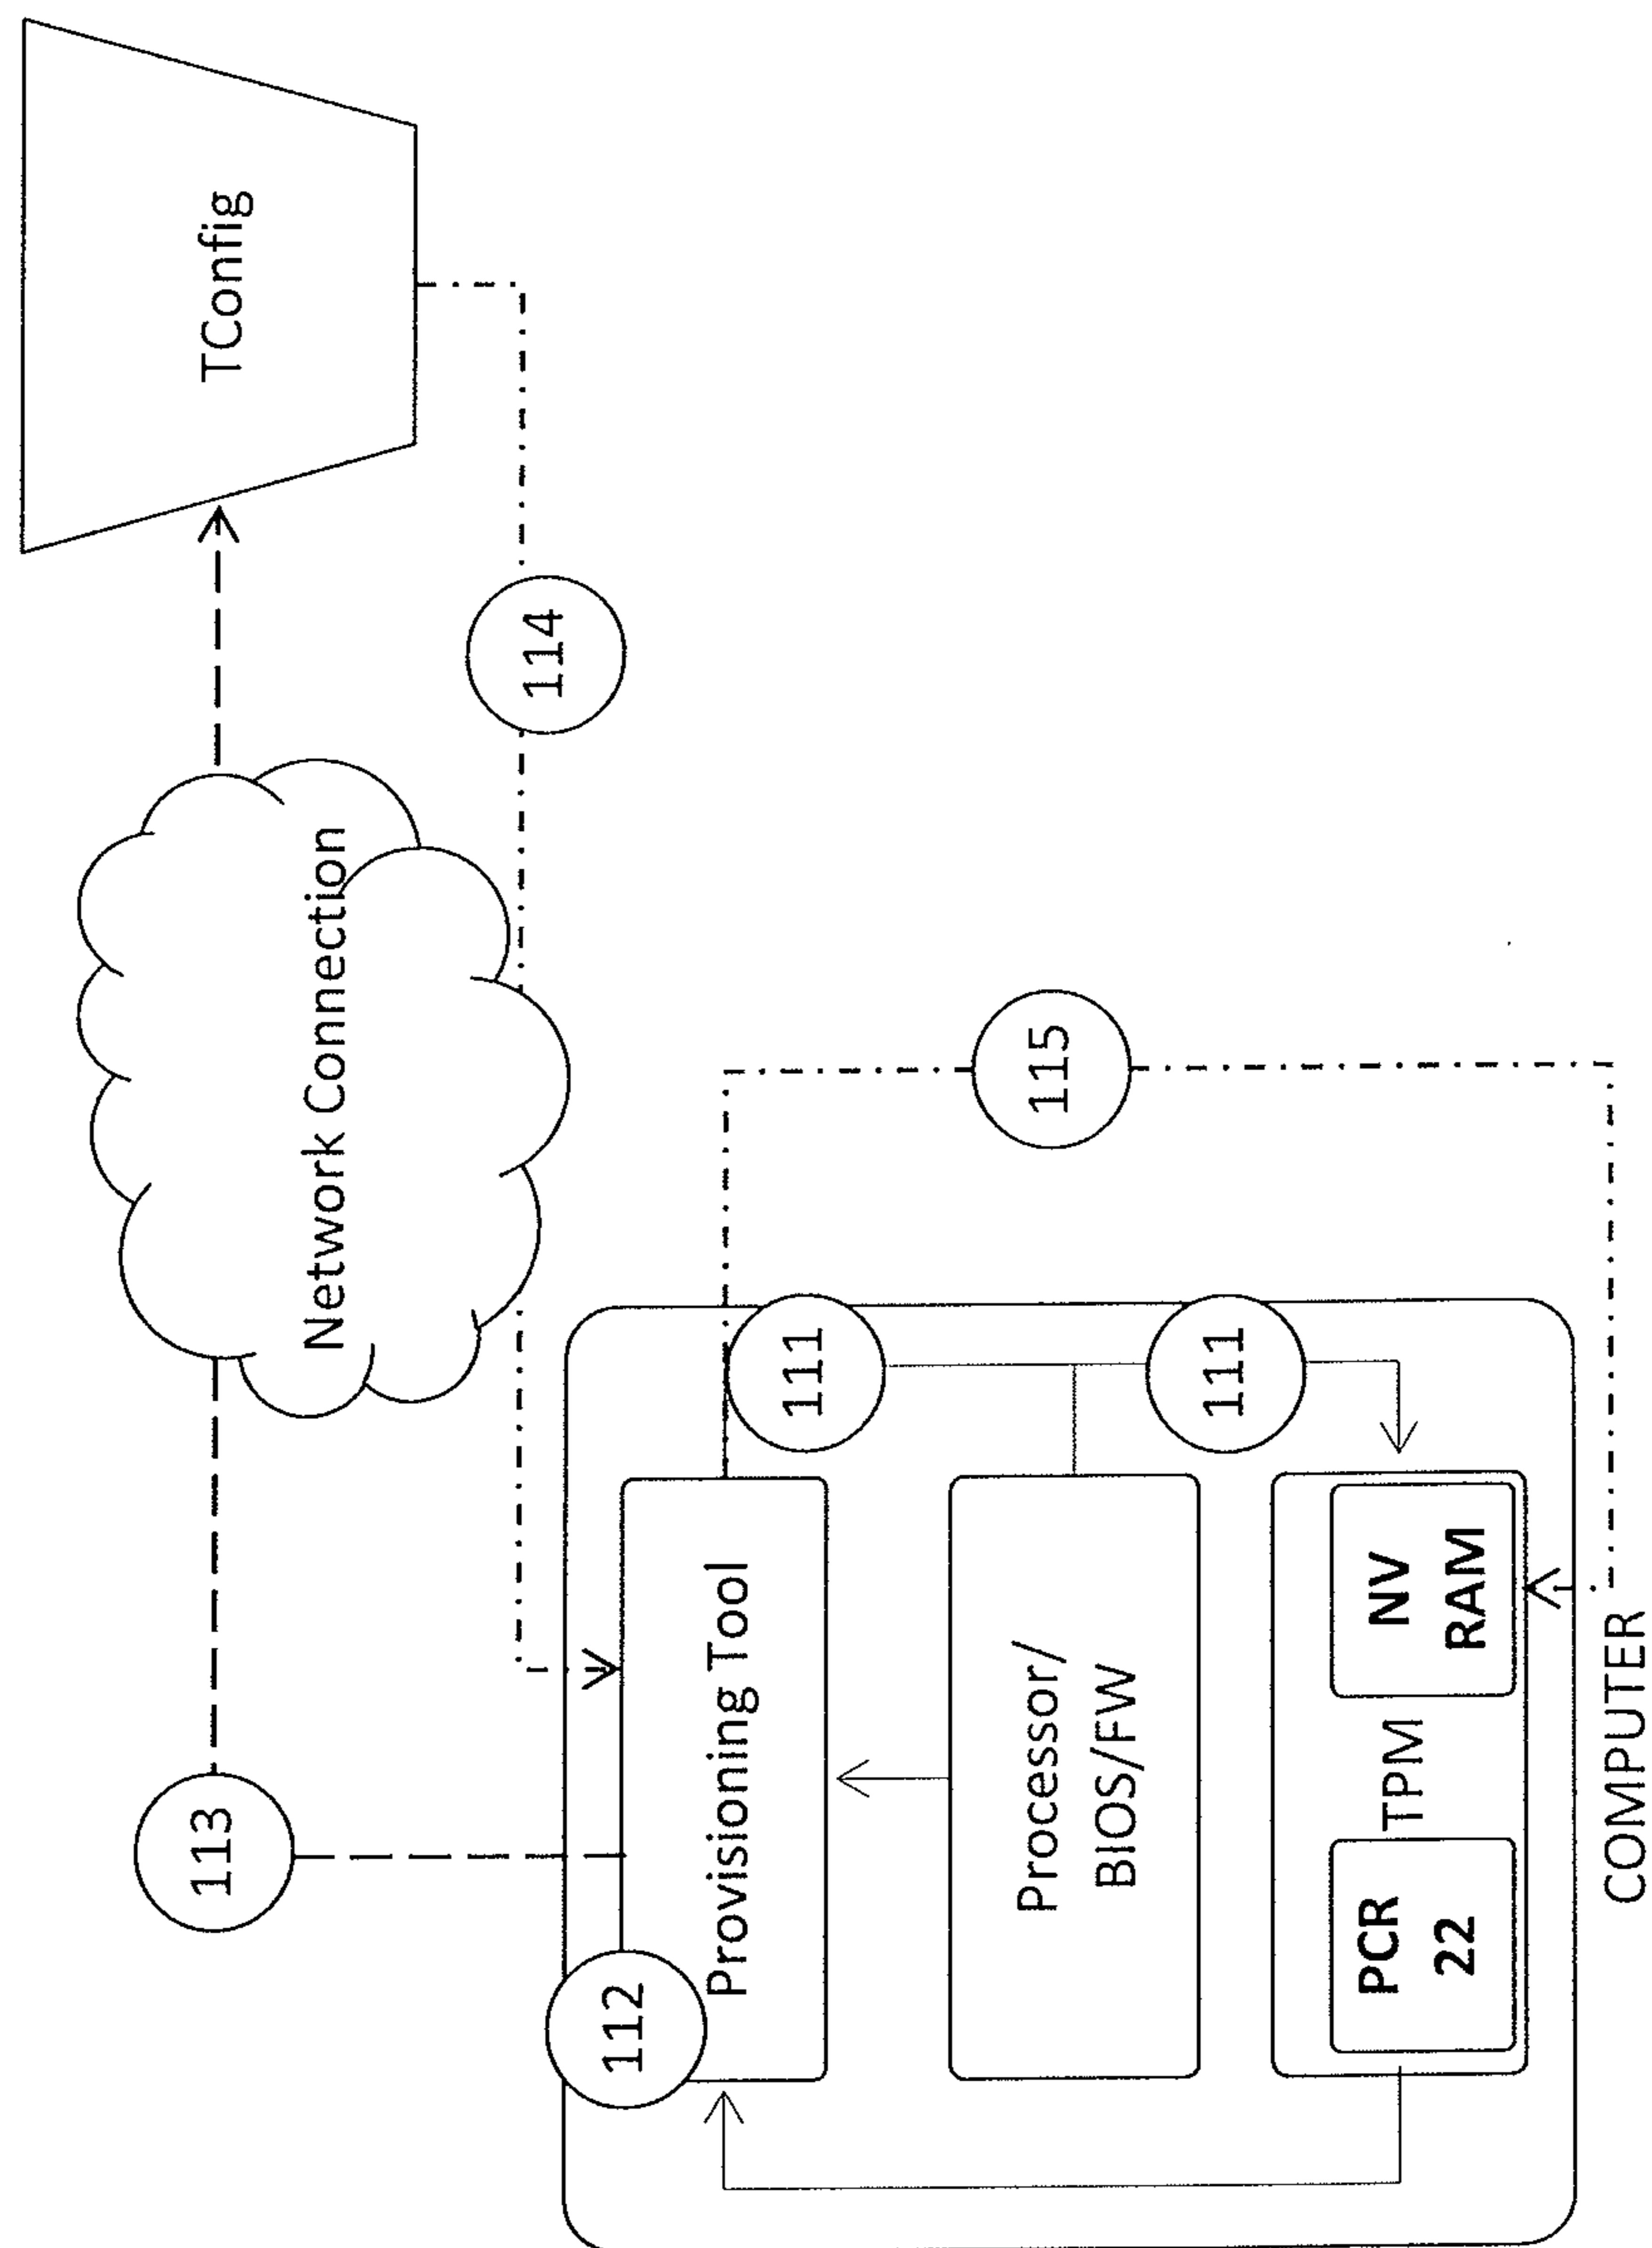 113
TConfig
Network Connection
114
112
Provisioning Tool
111
115
Processor/
BIOS/FW
111
PCR
22
TPM
NV
RAM
COMPUTER